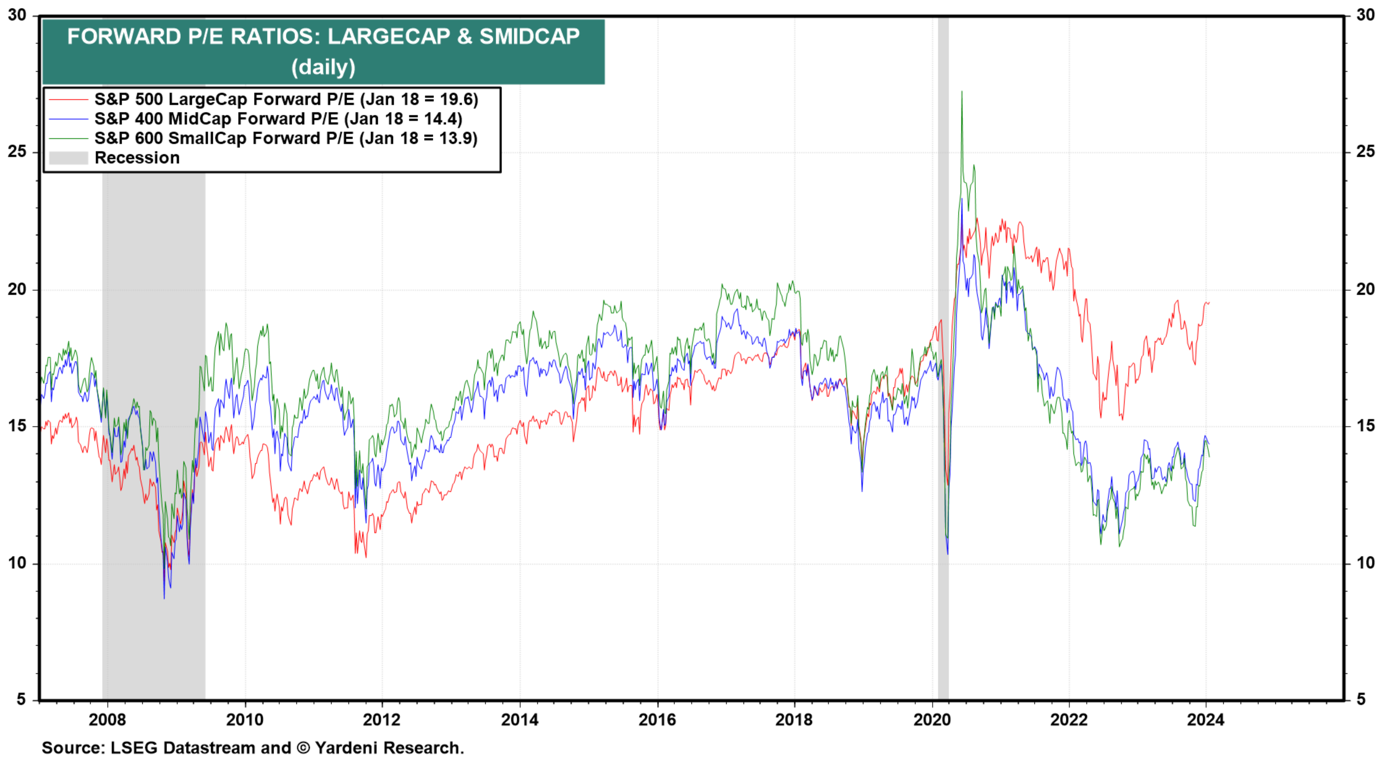 FORWARD P/E RATIOS: LARGECAP & SMIDCAP
(daily)
S&P 500 LargeCap Forward P/E (Jan 18 = 19.6)
S&P 400 MidCap Forward P/E (Jan 18 = 14.4)
S&P 600 SmallCap Forward P/E (Jan 18 = 13.9)
Recession
30 30
25 25
20 20
15 15
10 10
5 5
2008 2010 2012 2014 2016 2018 2020 2022 2024
Source: LSEG Datastream and © Yardeni Research.